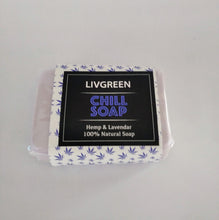 LIVGREEN
CHILL
SOAP
Hemp & Lavendar
100% Natural Soap